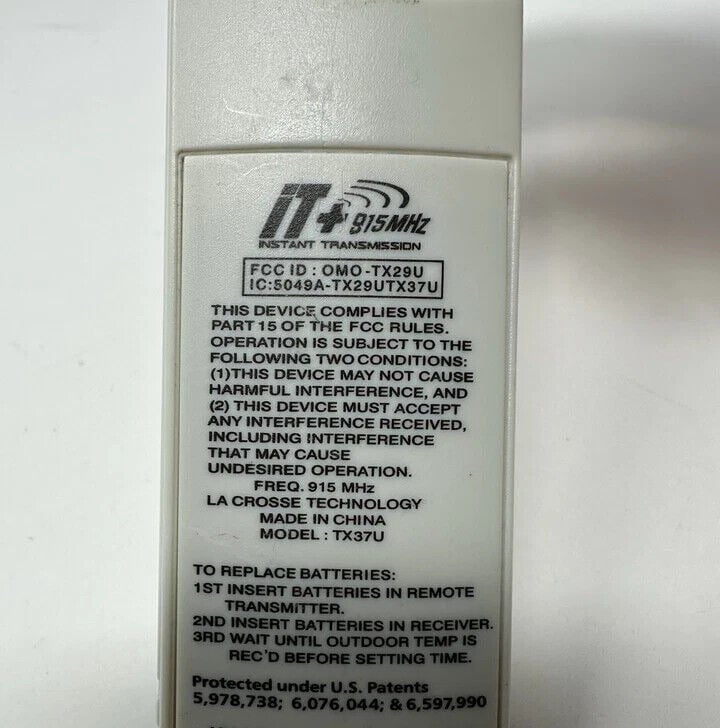 iT+ 915MHz
INSTANT TRANSMISSION
FCC ID : OMO-TX29U
IC:5049A-TX29UTX37U
THIS DEVICE COMPLIES WITH
PART 15 OF THE FCC RULES.
OPERATION IS SUBJECT TO THE
FOLLOWING TWO CONDITIONS:
(1)THIS DEVICE MAY NOT CAUSE
HARMFUL INTERFERENCE, AND
(2) THIS DEVICE MUST ACCEPT
ANY INTERFERENCE RECEIVED,
INCLUDING INTERFERENCE
THAT MAY CAUSE
UNDESIRED OPERATION.
FREQ. 915 MHz
LA CROSSE TECHNOLOGY
MADE IN CHINA
MODEL : TX37U
TO REPLACE BATTERIES:
1ST INSERT BATTERIES IN REMOTE
TRANSMITTER.
2ND INSERT BATTERIES IN RECEIVER.
3RD WAIT UNTIL OUTDOOR TEMP IS
REC'D BEFORE SETTING TIME.
Protected under U.S. Patents
5,978,738; 6,076,044; & 6,597,990